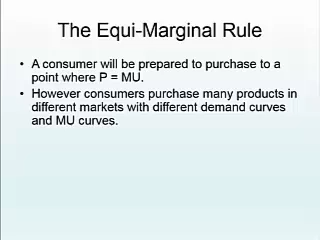 The Equi-Marginal Rule
• A consumer will be prepared to purchase to a
point where P = MU.
• However consumers purchase many products in
different markets with different demand curves
and MU curves.